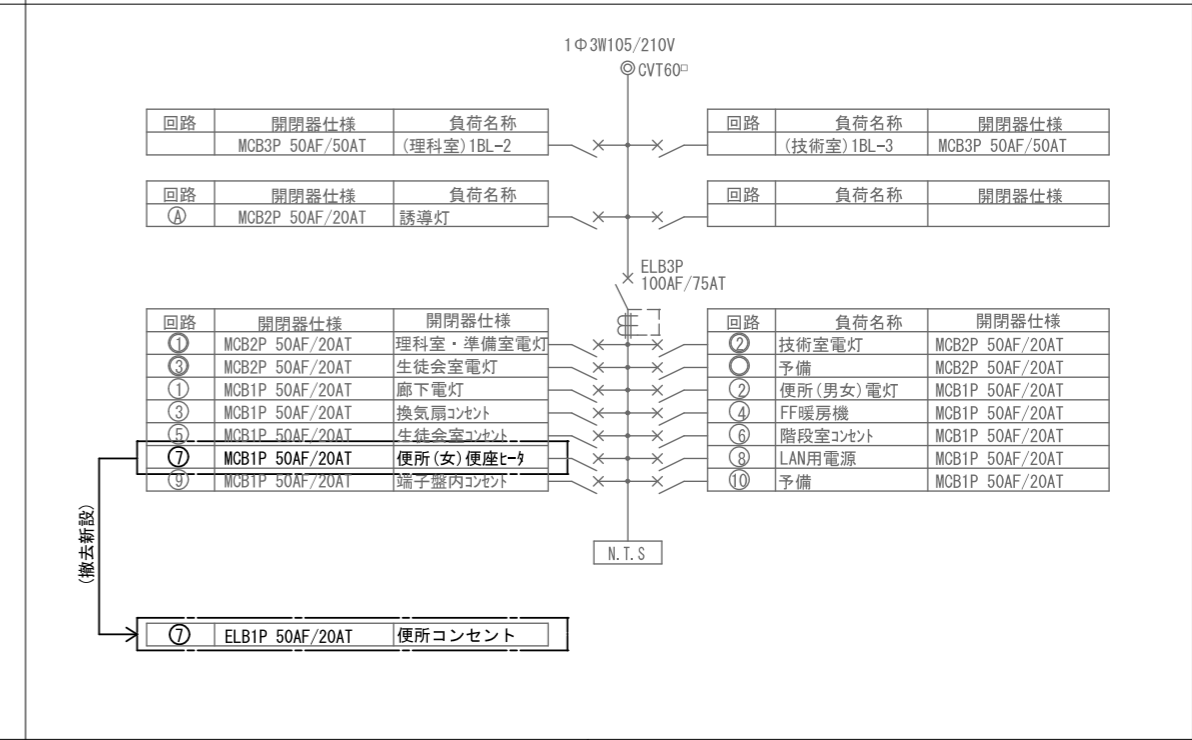 1Φ3W105/210V
CVT60□
回路 開閉器仕様 負荷名称
MCB3P 50AF/50AT (理科室)1BL-2
回路 負荷名称 開閉器仕様
(技術室)1BL-3 MCB3P 50AF/50AT
回路 開閉器仕様 負荷名称
Ⓐ MCB2P 50AF/20AT 誘導灯
回路 負荷名称 開閉器仕様
ELB3P
100AF/75AT
回路 開閉器仕様 開閉器仕様
① MCB2P 50AF/20AT 理科室・準備室電灯
③ MCB2P 50AF/20AT 生徒会室電灯
① MCB1P 50AF/20AT 廊下電灯
③ MCB1P 50AF/20AT 換気扇コンセント
⑤ MCB1P 50AF/20AT 生徒会室コンセント
⑦ MCB1P 50AF/20AT 便所(女)便座ヒータ
⑨ MCB1P 50AF/20AT 端子盤内コンセント
回路 負荷名称 開閉器仕様
② 技術室電灯 MCB2P 50AF/20AT
予備 MCB2P 50AF/20AT
② 便所(男女)電灯 MCB1P 50AF/20AT
④ FF暖房機 MCB1P 50AF/20AT
⑥ 階段室コンセント MCB1P 50AF/20AT
⑧ LAN用電源 MCB1P 50AF/20AT
⑩ 予備 MCB1P 50AF/20AT
N.T.S
(撤去新設)
⑦ ELB1P 50AF/20AT 便所コンセント